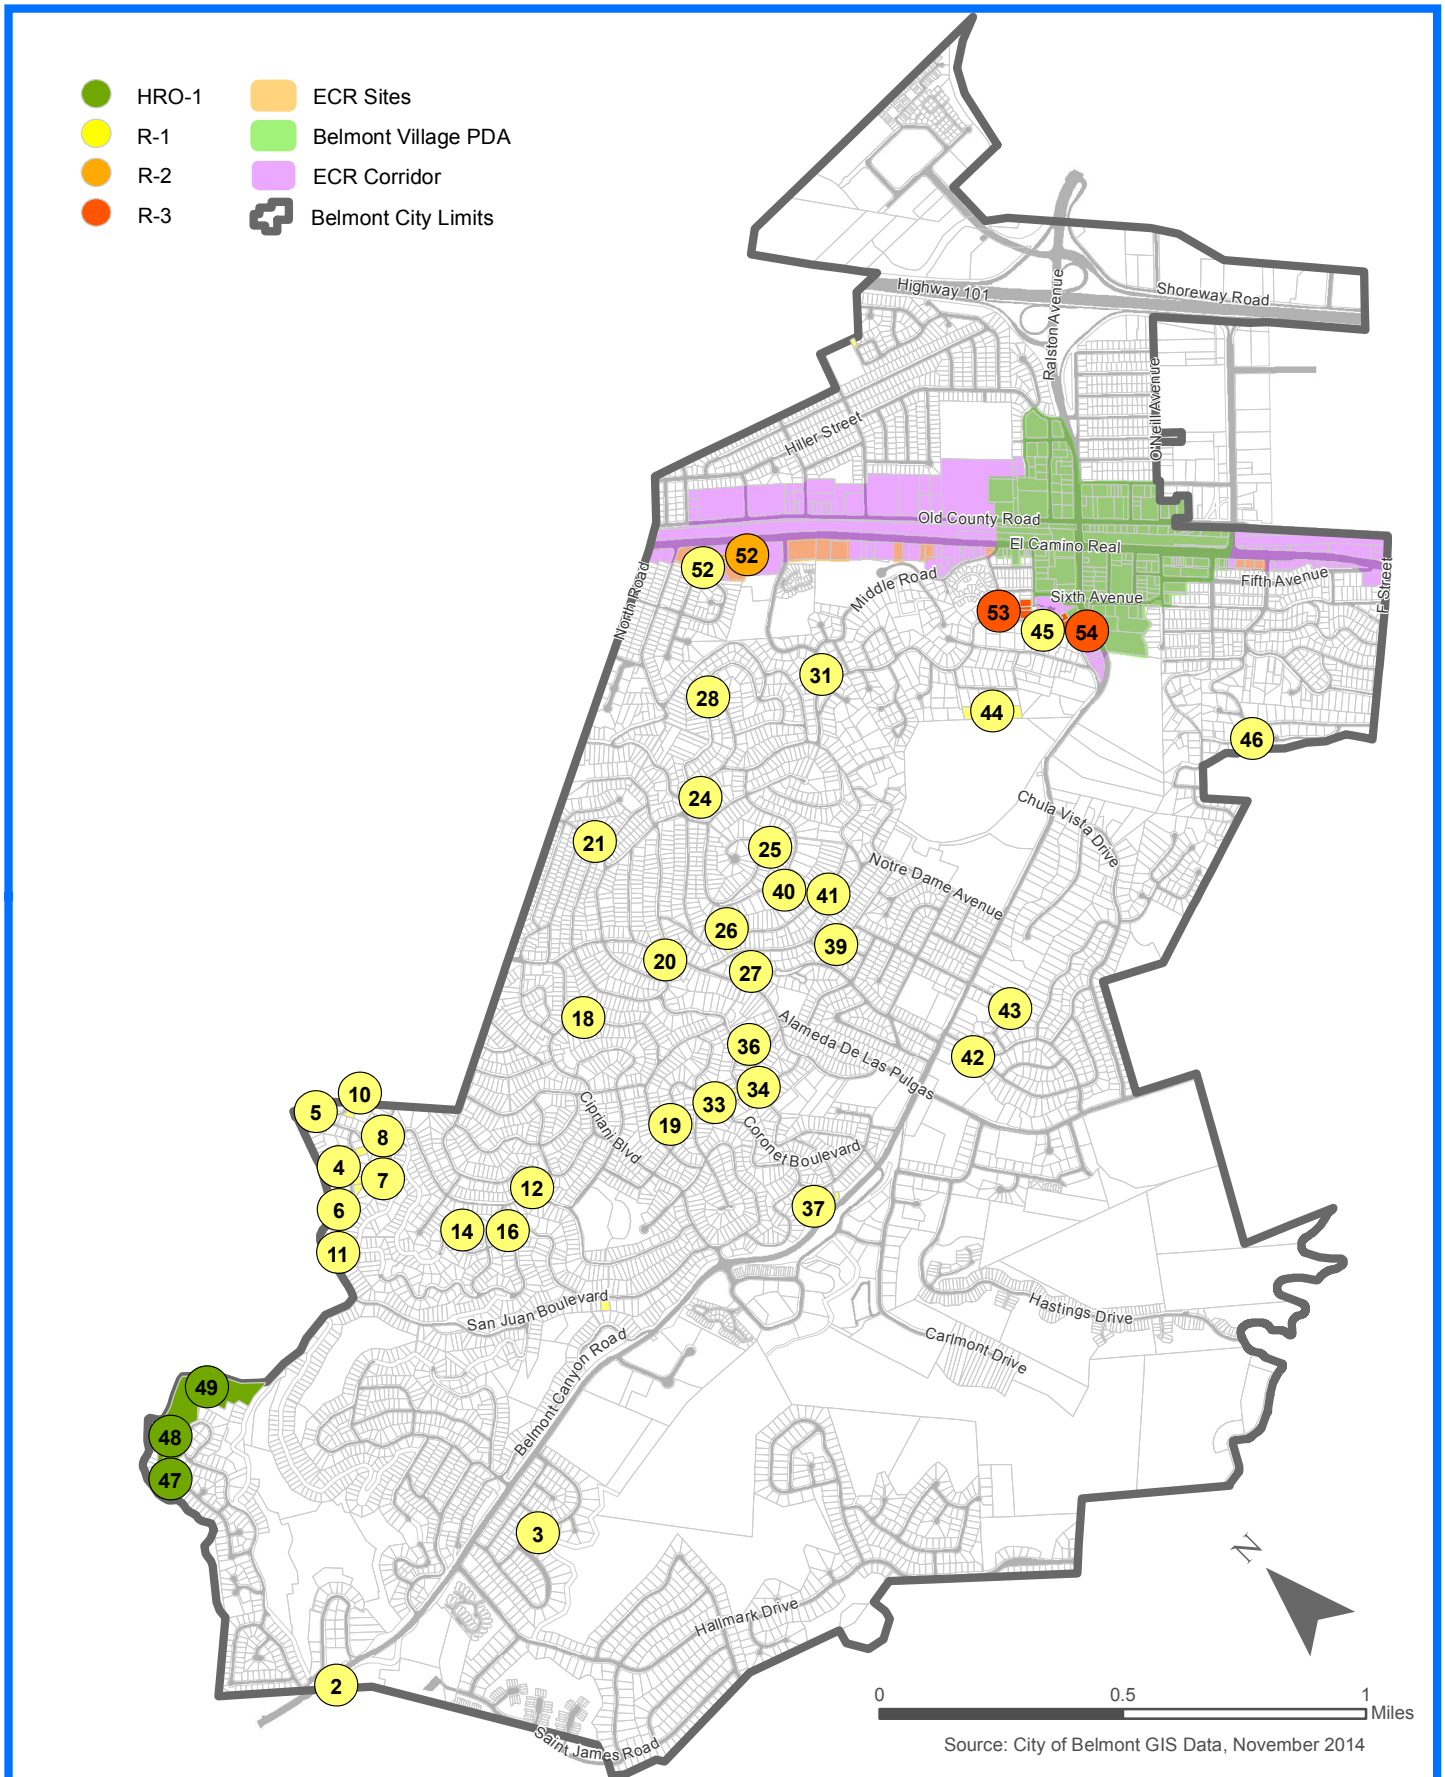 HRO-1
R-1
R-2
R-3
ECR Sites
Belmont Village PDA
ECR Corridor
Belmont City Limits
Highway 101
Shoreway Road
Ralston Avenue
O'Neill Avenue
Hiller Street
Old County Road
El Camino Real
North Road
52
52
Middle Road
Fifth Avenue
F Street
Sixth Avenue
53
45
54
31
28
44
46
24
Chula Vista Drive
21
25
Notre Dame Avenue
40
41
26
39
20
27
43
18
Alameda De Las Pulgas
36
42
34
10
5
33
Cipriani Blvd
19
8
Coronet Boulevard
4
7
12
6
37
14
16
11
San Juan Boulevard
Hastings Drive
Belmont Canyon Road
Carlmont Drive
49
48
47
3
N
Hallmark Drive
2
Saint James Road
0
0.5
1
Miles
Source: City of Belmont GIS Data, November 2014